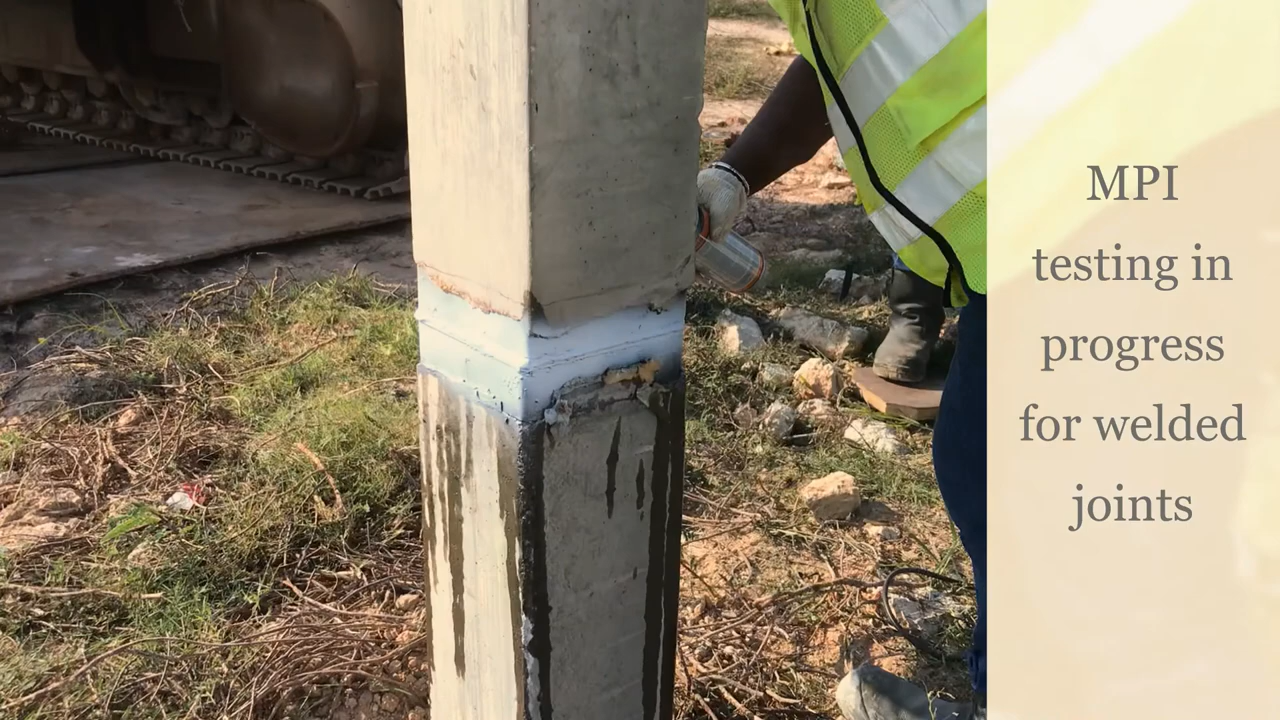 MPI
testing in
progress
for welded
joints